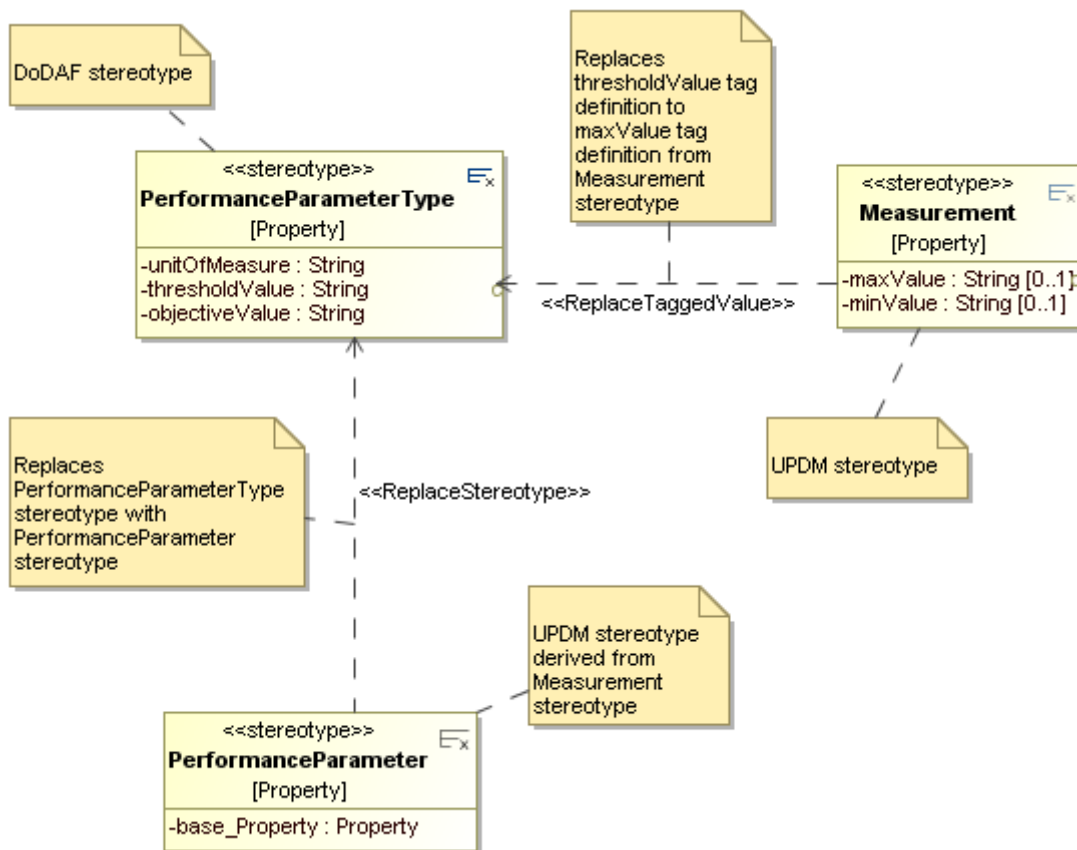 DoDAF stereotype
Replaces
thresholdValue tag
definition to
maxValue tag
definition from
Measurement
stereotype
<<stereotype>>
PerformanceParameterType
[Property]
-unitOfMeasure : String
-thresholdValue : String
-objectiveValue : String
<<stereotype>>
Measurement
[Property]
-maxValue : String [0..1]
-minValue : String [0..1]
<<ReplaceTaggedValue>>
UPDM stereotype
Replaces
PerformanceParameterType
stereotype with
PerformanceParameter
stereotype
<<ReplaceStereotype>>
UPDM stereotype
derived from
Measurement
stereotype
<<stereotype>>
PerformanceParameter
[Property]
-base_Property : Property